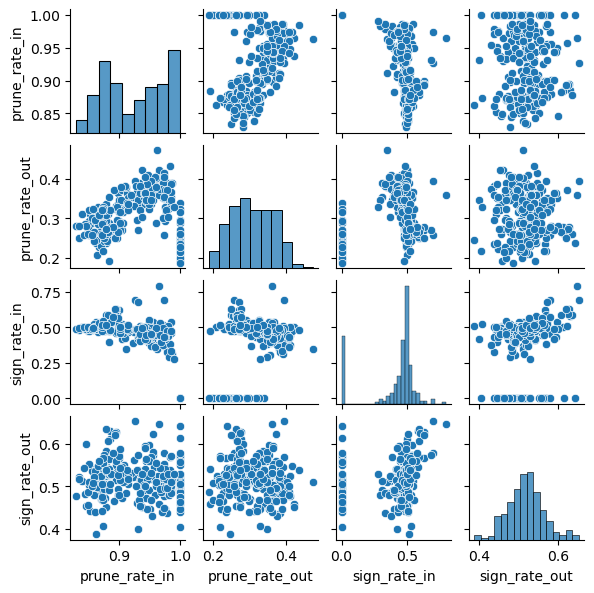 1.00
0.95
0.90
0.85
prune_rate_in
0.4
0.3
0.2
prune_rate_out
0.75
0.50
0.25
0.00
sign_rate_in
0.6
0.5
0.4
sign_rate_out
0.9 1.0 0.2 0.4 0.0 0.5 0.4 0.6
prune_rate_in prune_rate_out sign_rate_in sign_rate_out